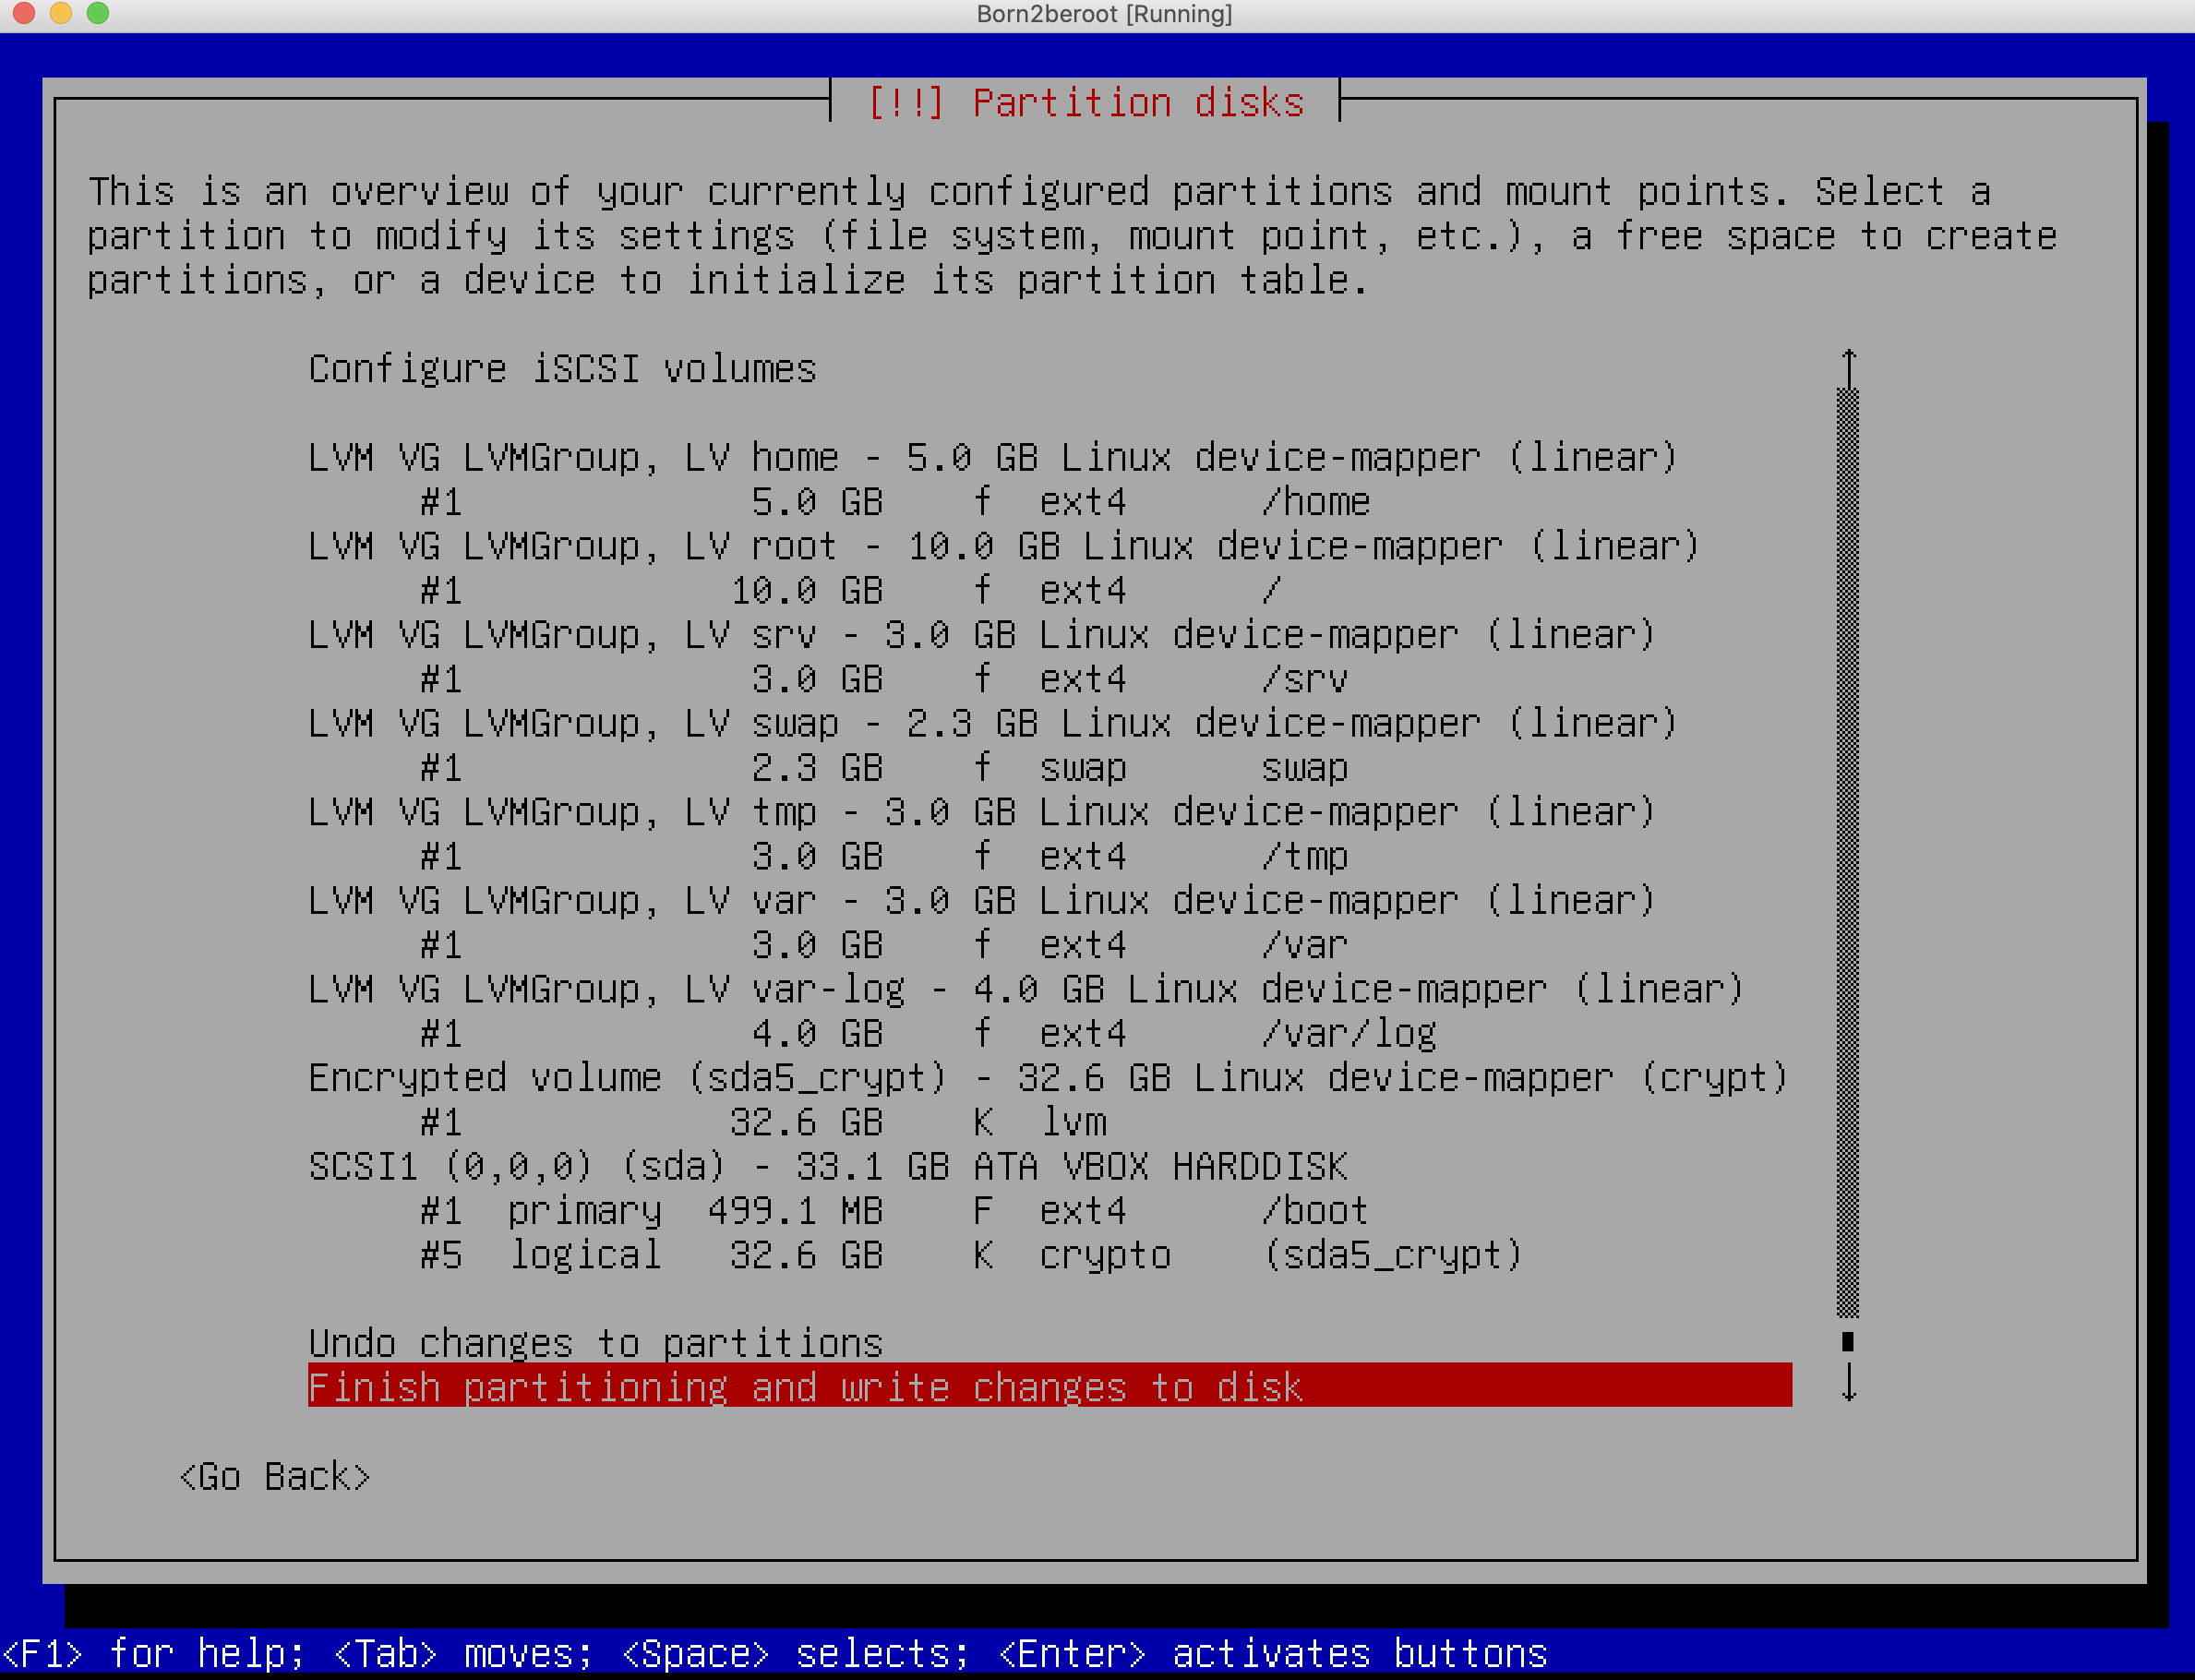 Born2beroot [Running]
[!!] Partition disks
This is an overview of your currently configured partitions and mount points. Select a
partition to modify its settings (file system, mount point, etc.), a free space to create
partitions, or a device to initialize its partition table.
Configure iSCSI volumes
LVM VG LVMGroup, LV home - 5.0 GB Linux device-mapper (linear)
#1 5.0 GB f ext4 /home
LVM VG LVMGroup, LV root - 10.0 GB Linux device-mapper (linear)
#1 10.0 GB f ext4 /
LVM VG LVMGroup, LV srv - 3.0 GB Linux device-mapper (linear)
#1 3.0 GB f ext4 /srv
LVM VG LVMGroup, LV swap - 2.3 GB Linux device-mapper (linear)
#1 2.3 GB f swap swap
LVM VG LVMGroup, LV tmp - 3.0 GB Linux device-mapper (linear)
#1 3.0 GB f ext4 /tmp
LVM VG LVMGroup, LV var - 3.0 GB Linux device-mapper (linear)
#1 3.0 GB f ext4 /var
LVM VG LVMGroup, LV var-log - 4.0 GB Linux device-mapper (linear)
#1 4.0 GB f ext4 /var/log
Encrypted volume (sda5_crypt) - 32.6 GB Linux device-mapper (crypt)
#1 32.6 GB K lvm
SCSI1 (0,0,0) (sda) - 33.1 GB ATA VBOX HARDDISK
#1 primary 499.1 MB F ext4 /boot
#5 logical 32.6 GB K crypto (sda5_crypt)
Undo changes to partitions
Finish partitioning and write changes to disk
<Go Back>
<F1> for help; <Tab> moves; <Space> selects; <Enter> activates buttons